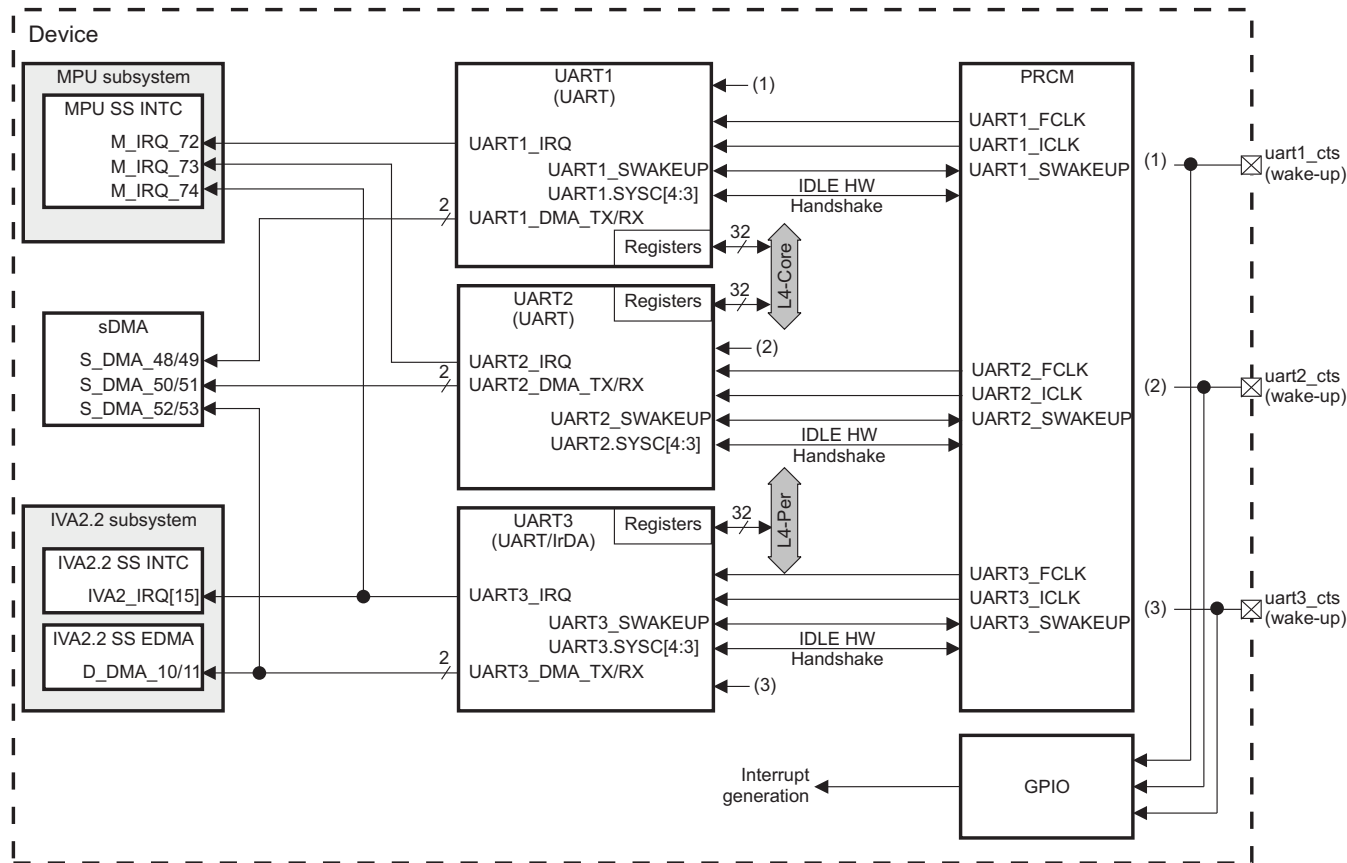 Device
MPU subsystem
MPU SS INTC
M_IRQ_72
M_IRQ_73
M_IRQ_74
sDMA
S_DMA_48/49
S_DMA_50/51
S_DMA_52/53
IVA2.2 subsystem
IVA2.2 SS INTC
IVA2_IRQ[15]
IVA2.2 SS EDMA
D_DMA_10/11
2
2
2
UART1
(UART)
UART1_IRQ
UART1_SWAKEUP
UART1.SYSC[4:3]
UART1_DMA_TX/RX
Registers
(1)
IDLE HW
Handshake
32
L4-Core
UART2
(UART)
Registers
32
UART2_IRQ
UART2_DMA_TX/RX
UART2_SWAKEUP
UART2.SYSC[4:3]
(2)
IDLE HW
Handshake
UART3
(UART/IrDA)
Registers
32
L4-Per
UART3_IRQ
UART3_SWAKEUP
UART3.SYSC[4:3]
UART3_DMA_TX/RX
IDLE HW
Handshake
(3)
PRCM
UART1_FCLK
UART1_ICLK
UART1_SWAKEUP
UART2_FCLK
UART2_ICLK
UART2_SWAKEUP
UART3_FCLK
UART3_ICLK
UART3_SWAKEUP
(1)
uart1_cts
(wake-up)
(2)
uart2_cts
(wake-up)
(3)
uart3_cts
(wake-up)
Interrupt
generation
GPIO